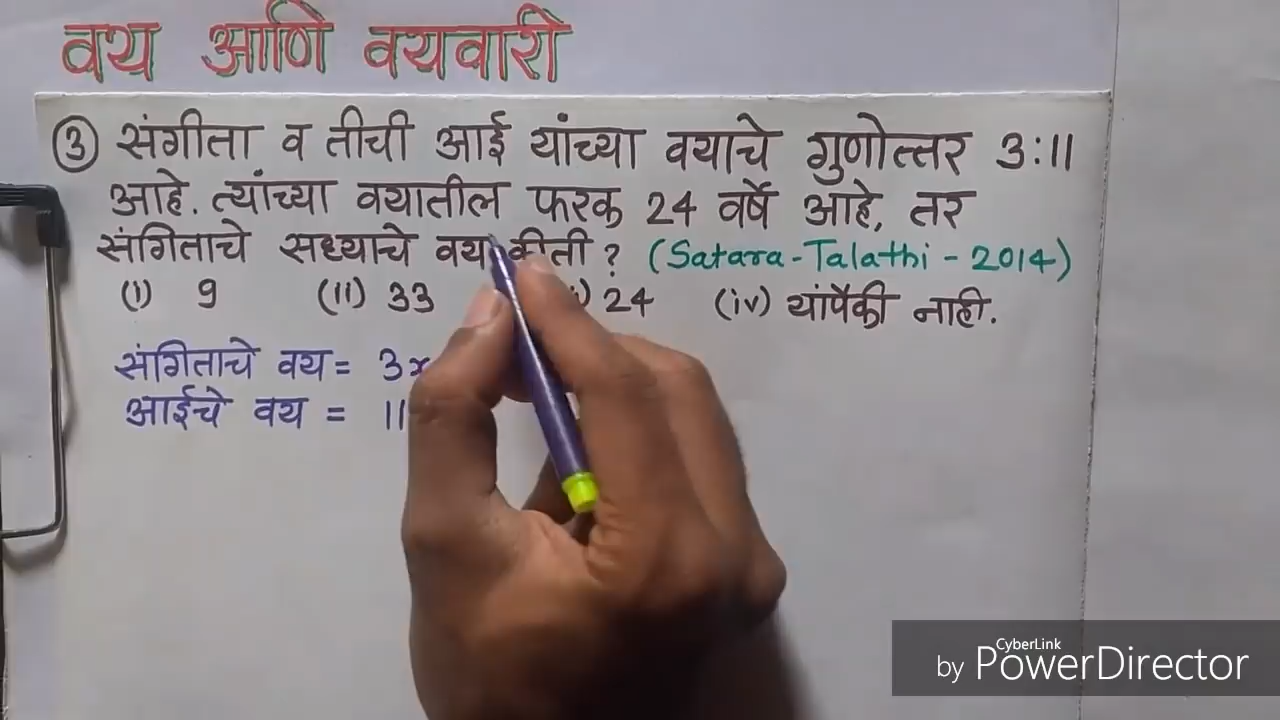 वय आणि वयवारी
③ संगीता व तीची आई यांच्या वयाचे गुणोत्तर 3:11
आहे. त्यांच्या वयातील फरक 24 वर्षे आहे, तर
संगिताचे सध्याचे वय कीती ? (Satara-Talathi-2014)
(i) 9 (ii) 33 24 (iv) यांपैकी नाही.
संगिताचे वय = 3x
आईचे वय = 11
CyberLink
by PowerDirector